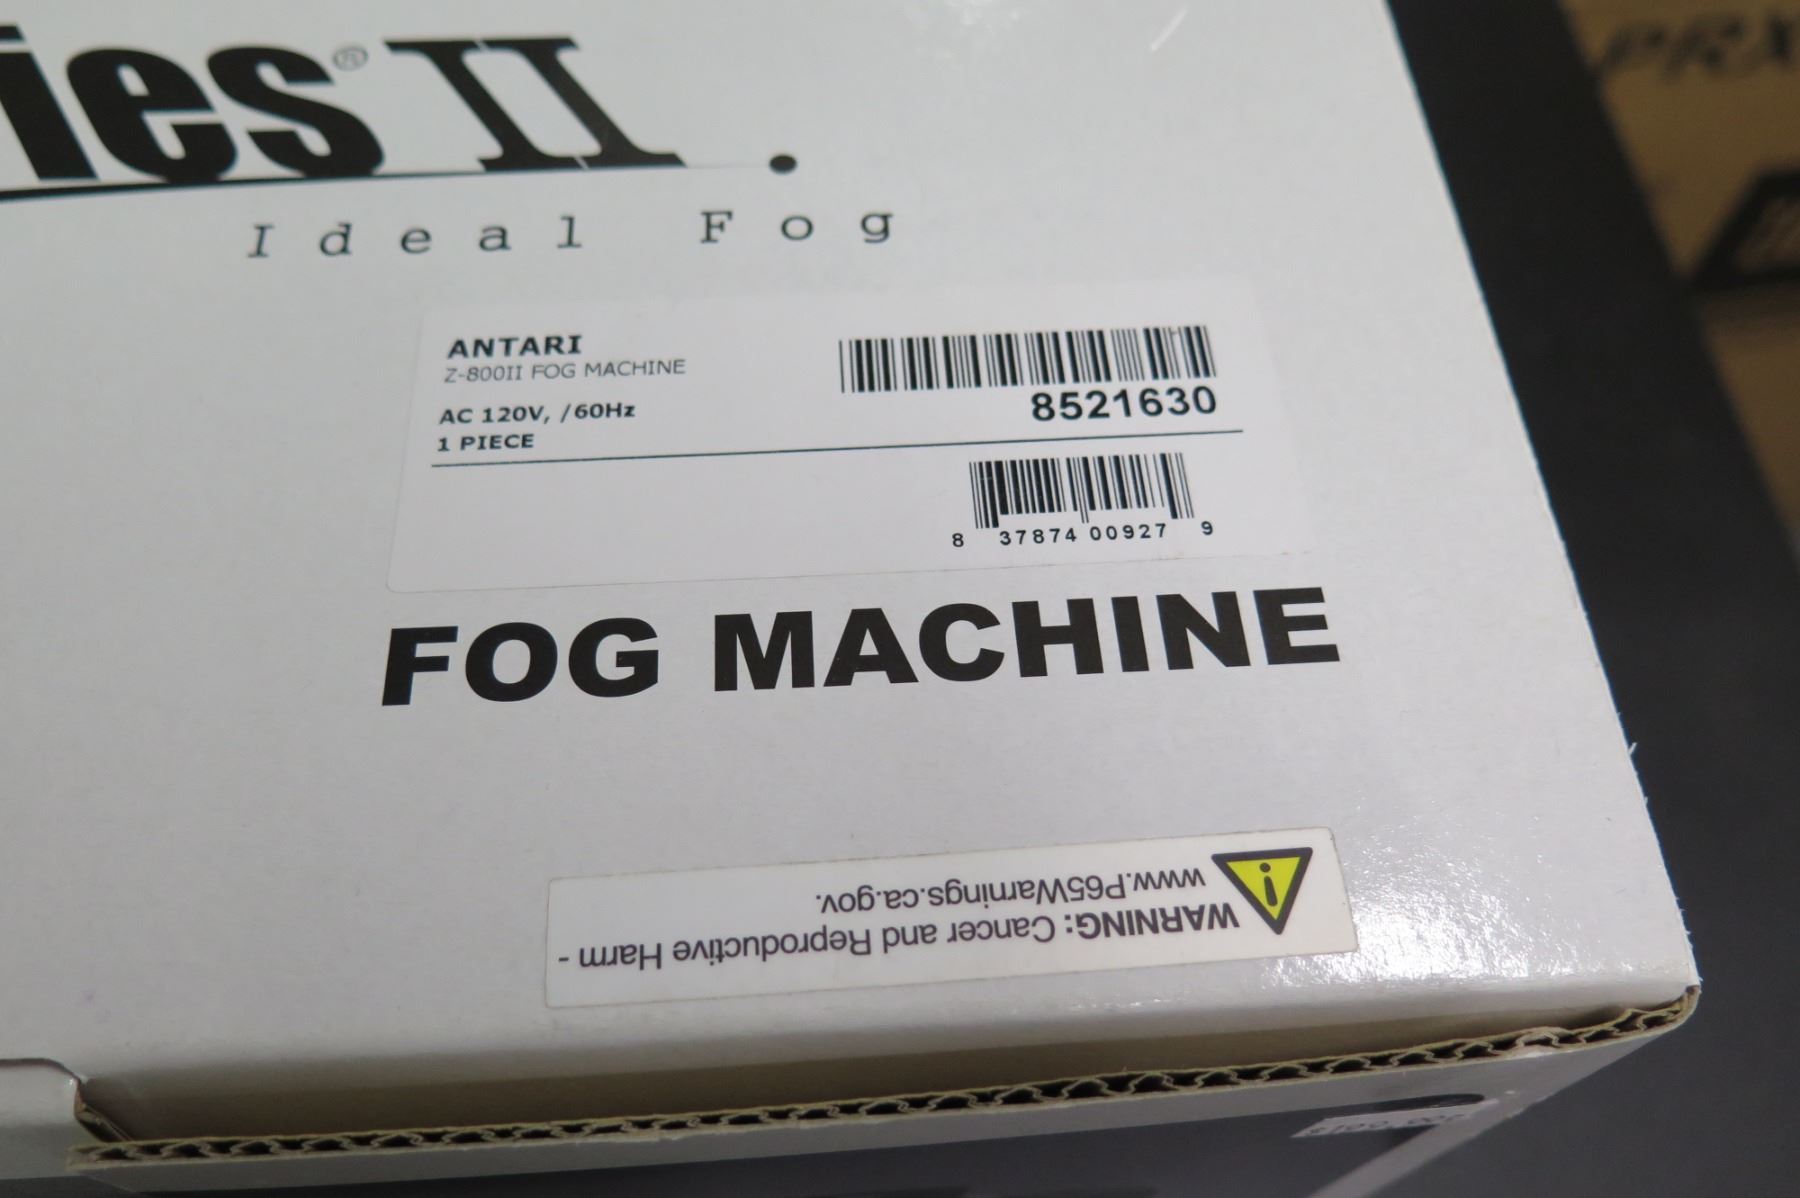 ies® II.
Ideal Fog
ANTARI
Z-800II FOG MACHINE
AC 120V, /60Hz
1 PIECE
8521630
8 37874 00927 9
FOG MACHINE
WARNING: Cancer and Reproductive Harm -
www.P65Warnings.ca.gov.
PRX